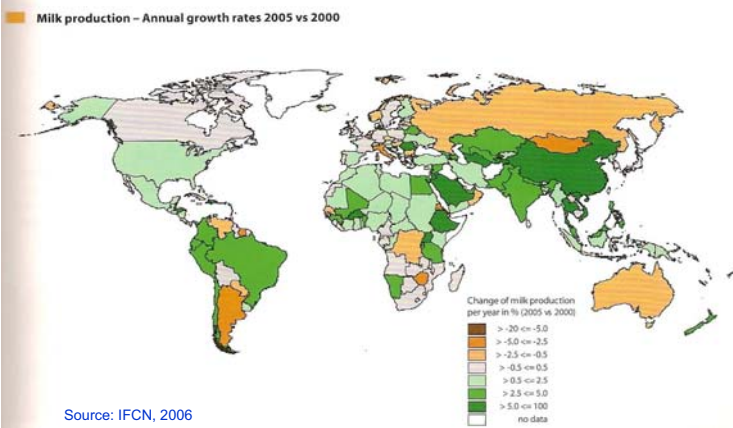 Milk production – Annual growth rates 2005 vs 2000
Change of milk production
per year in % (2005 vs 2000)
> -20 <= -5.0
> -5.0 <= -2.5
> -2.5 <= -0.5
> -0.5 <= 0.5
> 0.5 <= 2.5
> 2.5 <= 5.0
> 5.0 <= 100
no data
Source: IFCN, 2006